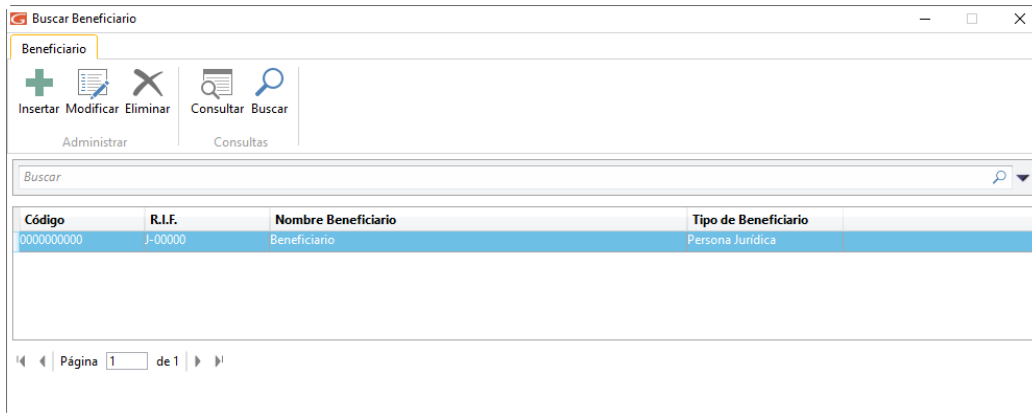 Buscar Beneficiario
Beneficiario
Insertar Modificar Eliminar Consultar Buscar
Administrar Consultas
Buscar
Código R.I.F. Nombre Beneficiario Tipo de Beneficiario
0000000000 J-00000 Beneficiario Persona Jurídica
Página 1 de 1